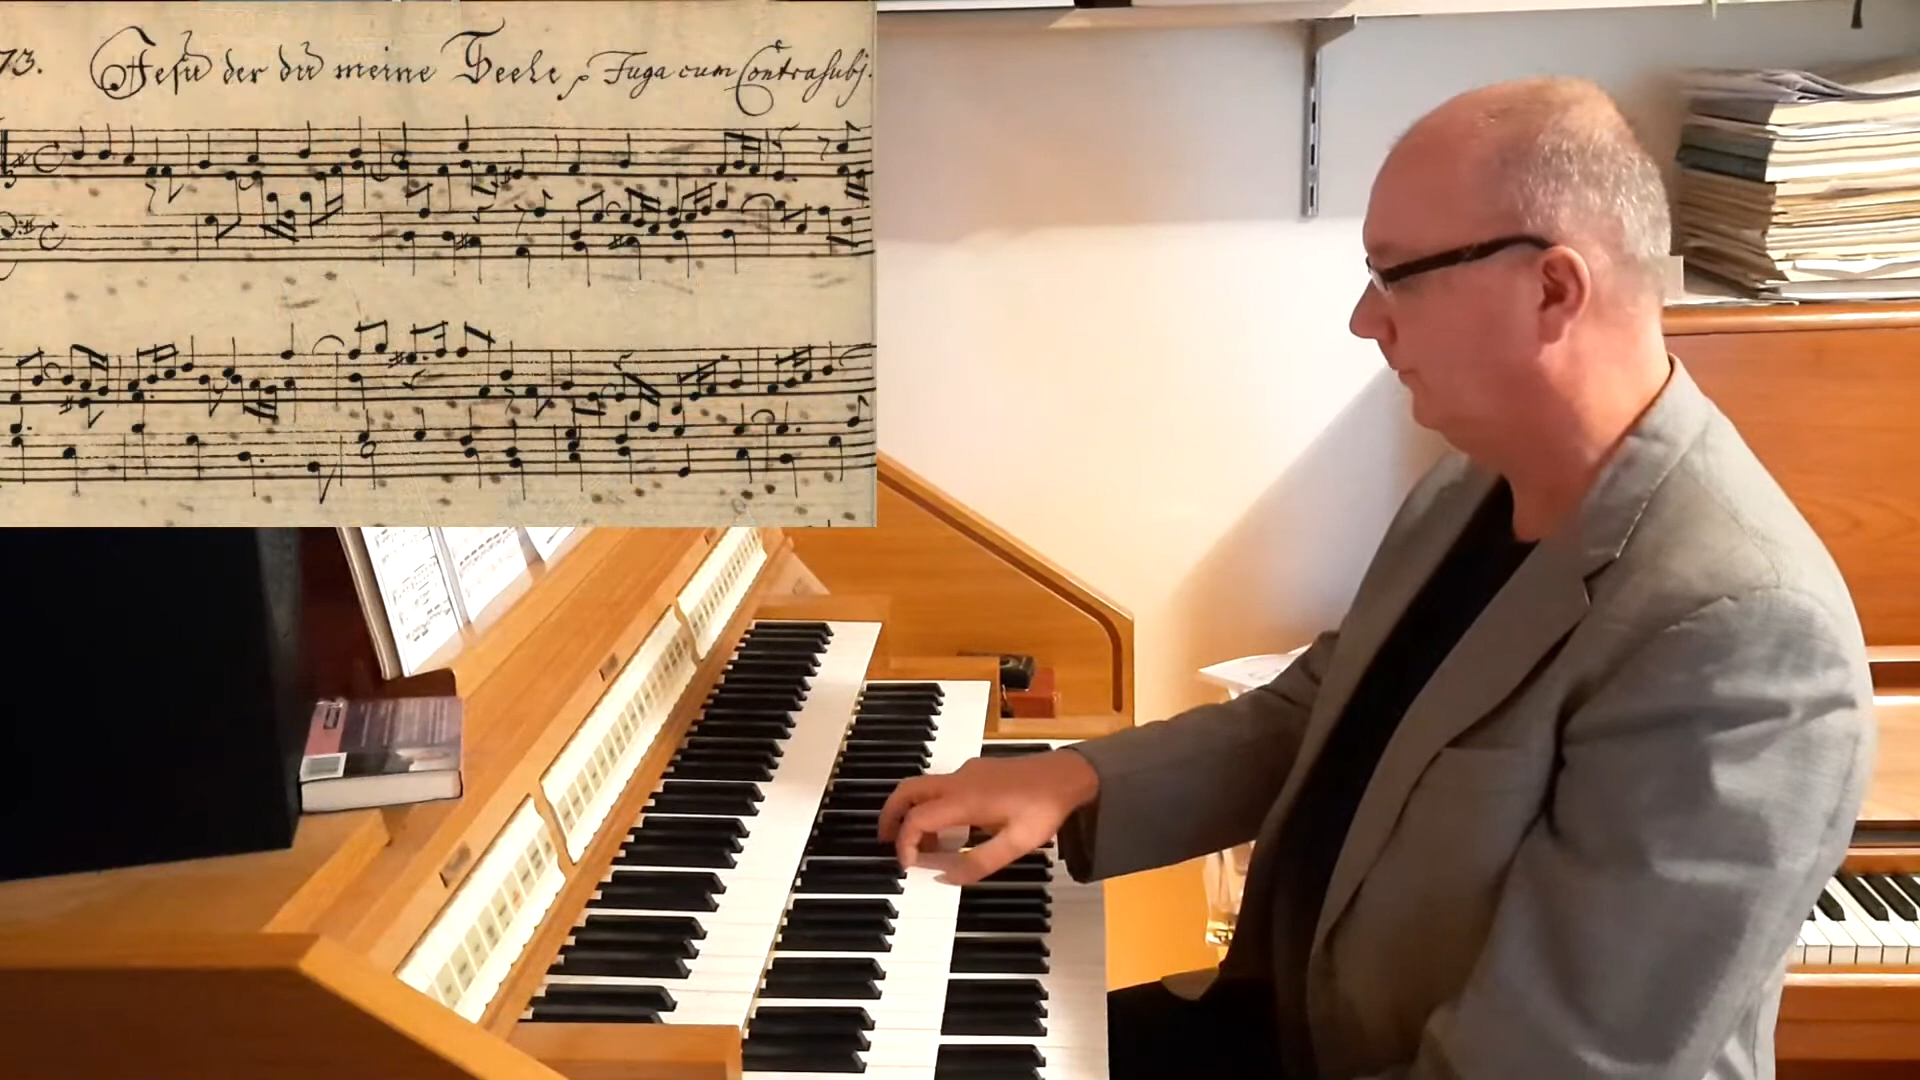 73. Jesu der du meine Seele, Fuga cum Contrasubj.